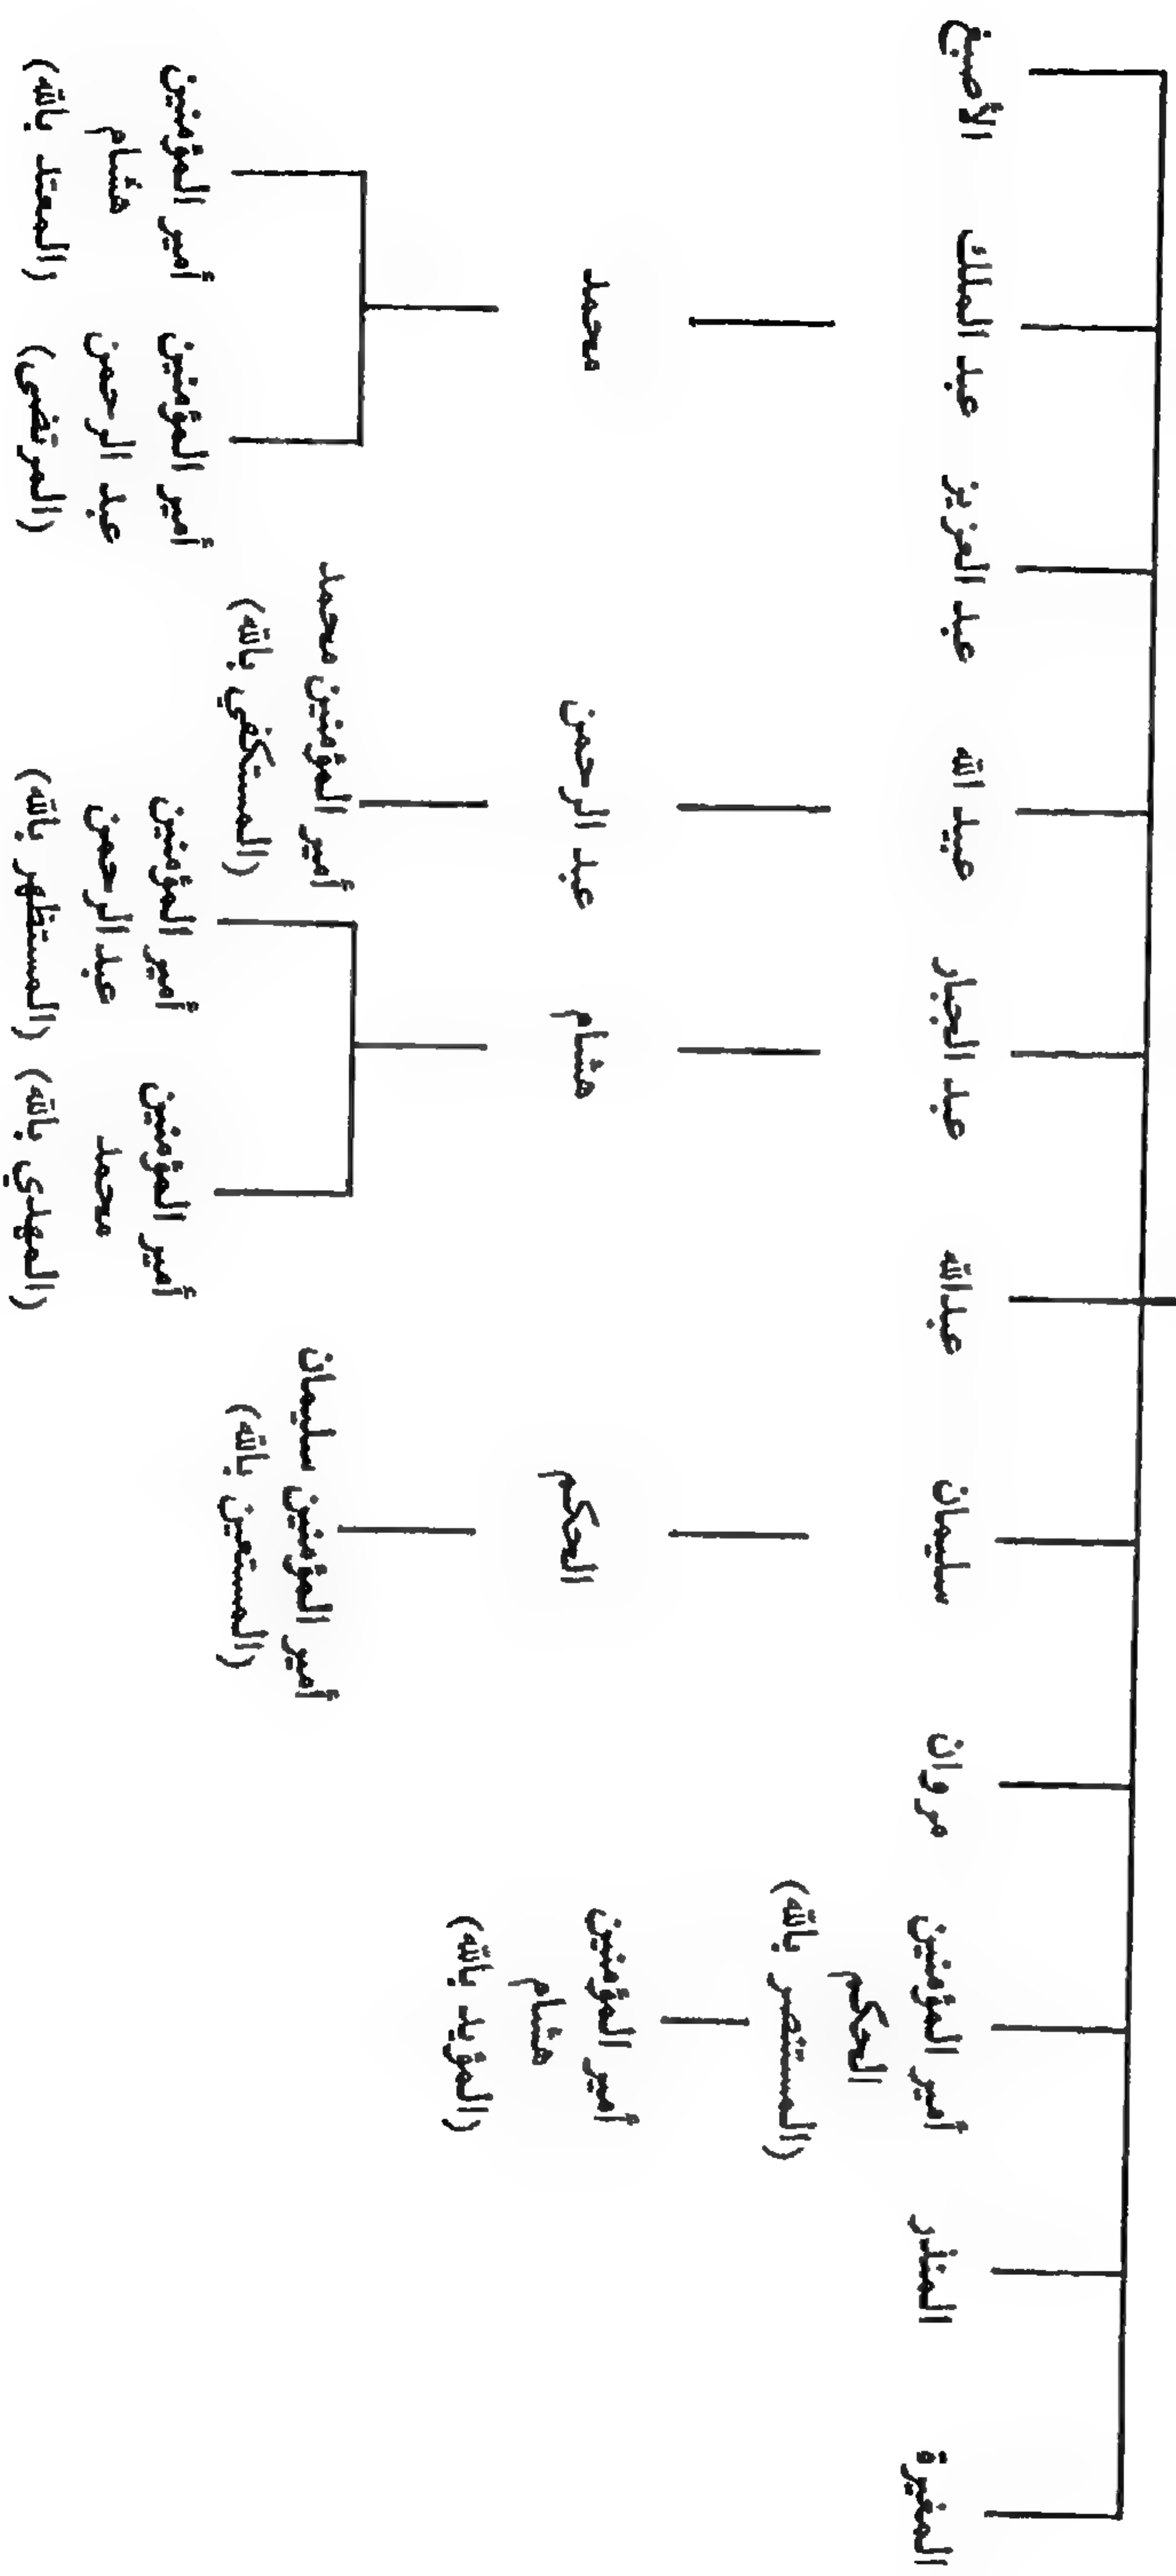 المغيرة
المنذر
أمير المؤمنين
الحكم
(المستنصر بالله)
مروان
سليمان
عبدالله
عبد الجبار
عبيد الله
عبد العزيز
عبد الملك
الأصبغ
أمير المؤمنين
هشام
(المؤيد بالله)
الحكم
هشام
عبد الرحمن
محمد
أمير المؤمنين سليمان
(المستعين بالله)
أمير المؤمنين
محمد
(المهدي بالله)
أمير المؤمنين
عبد الرحمن
(المستظهر بالله)
أمير المؤمنين محمد
(المستكفي بالله)
أمير المؤمنين
عبد الرحمن
(المرتضى)
أمير المؤمنين
هشام
(المعتد بالله)